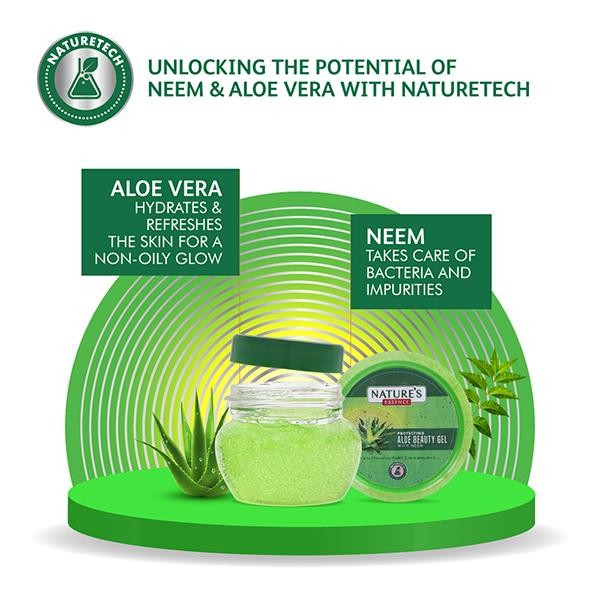 NATURETECH
UNLOCKING THE POTENTIAL OF
NEEM & ALOE VERA WITH NATURETECH
ALOE VERA
HYDRATES &
REFRESHES
THE SKIN FOR A
NON-OILY GLOW
NEEM
TAKES CARE OF
BACTERIA AND
IMPURITIES
NATURE'S
ESSENCE
PROTECTING
ALOE BEAUTY GEL
WITH NEEM